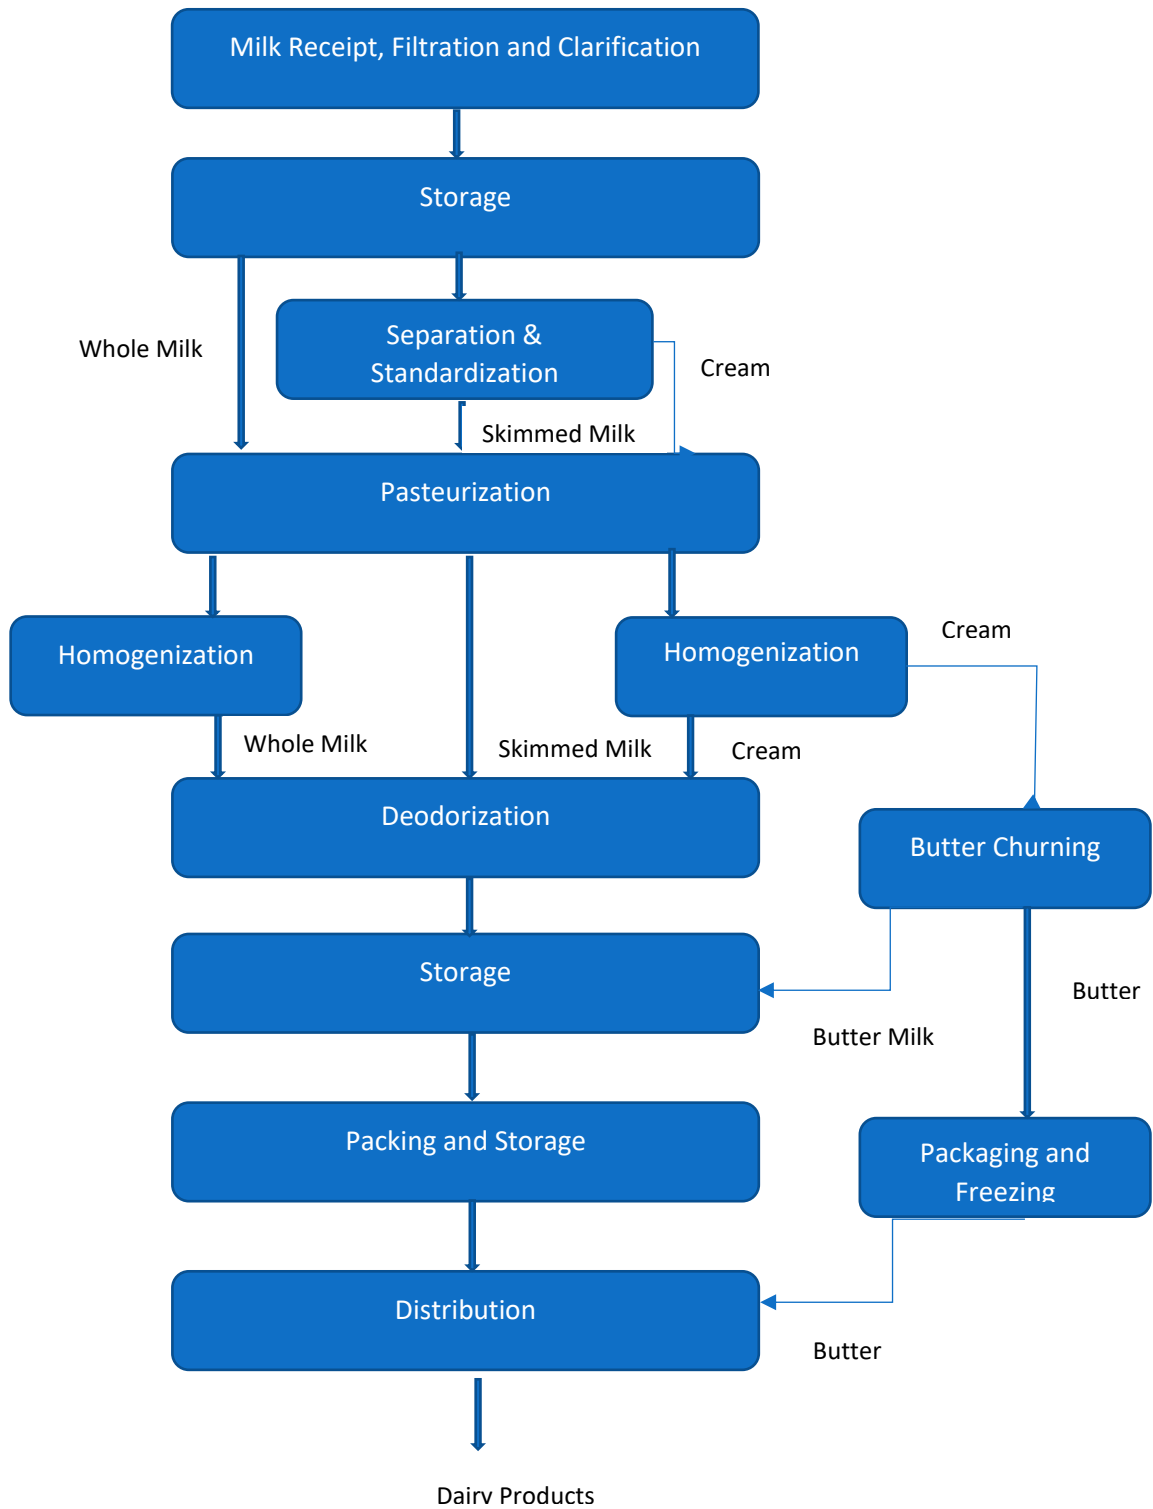 Milk Receipt, Filtration and Clarification
Storage
Whole Milk
Separation &
Standardization
Cream
Skimmed Milk
Pasteurization
Homogenization
Homogenization
Cream
Whole Milk
Skimmed Milk
Cream
Deodorization
Butter Churning
Storage
Butter
Butter Milk
Packing and Storage
Packaging and
Freezing
Distribution
Butter
Dairy Products